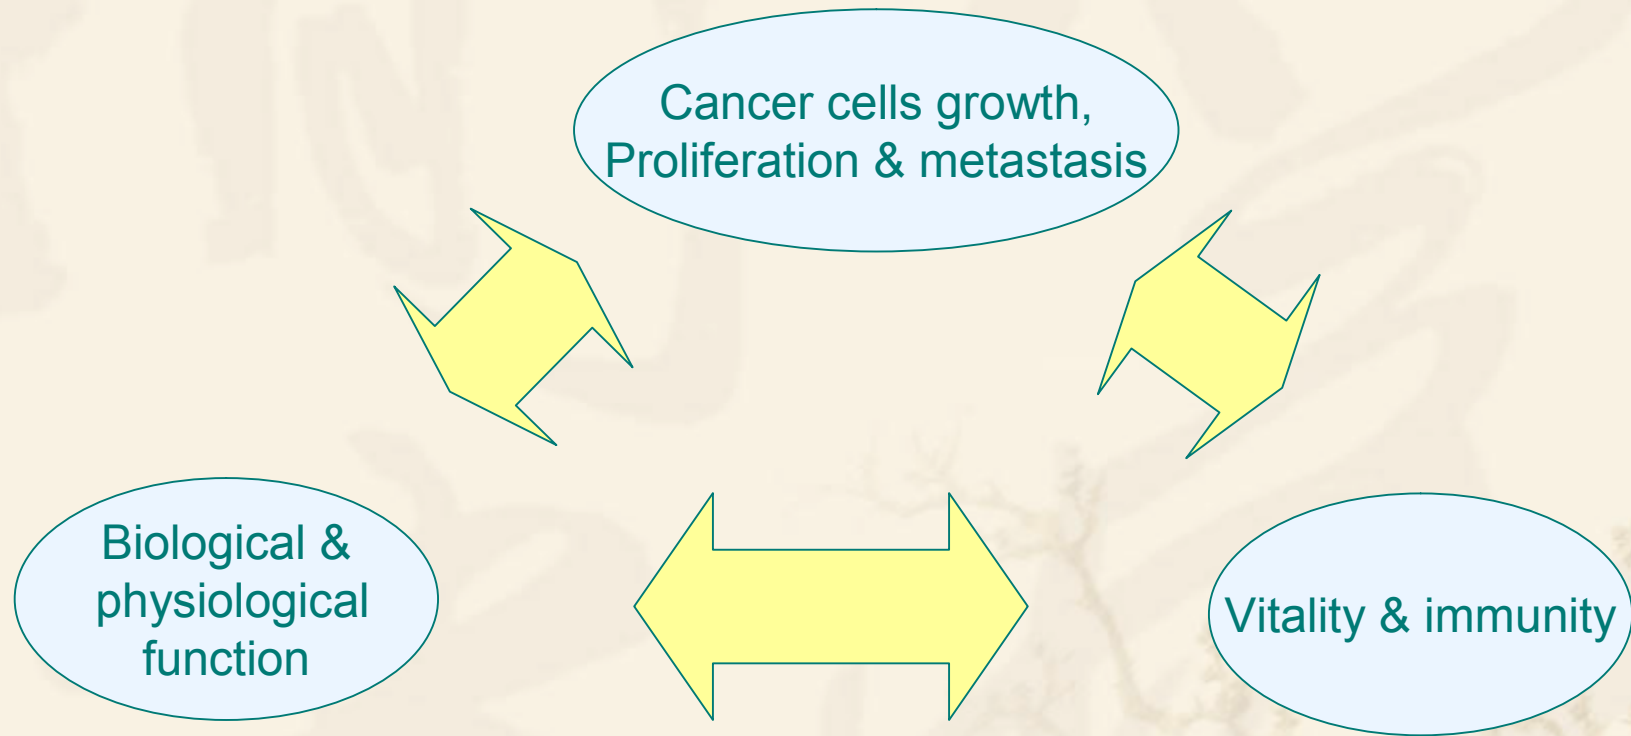 Cancer cells growth,
Proliferation & metastasis
Biological &
physiological
function
Vitality & immunity